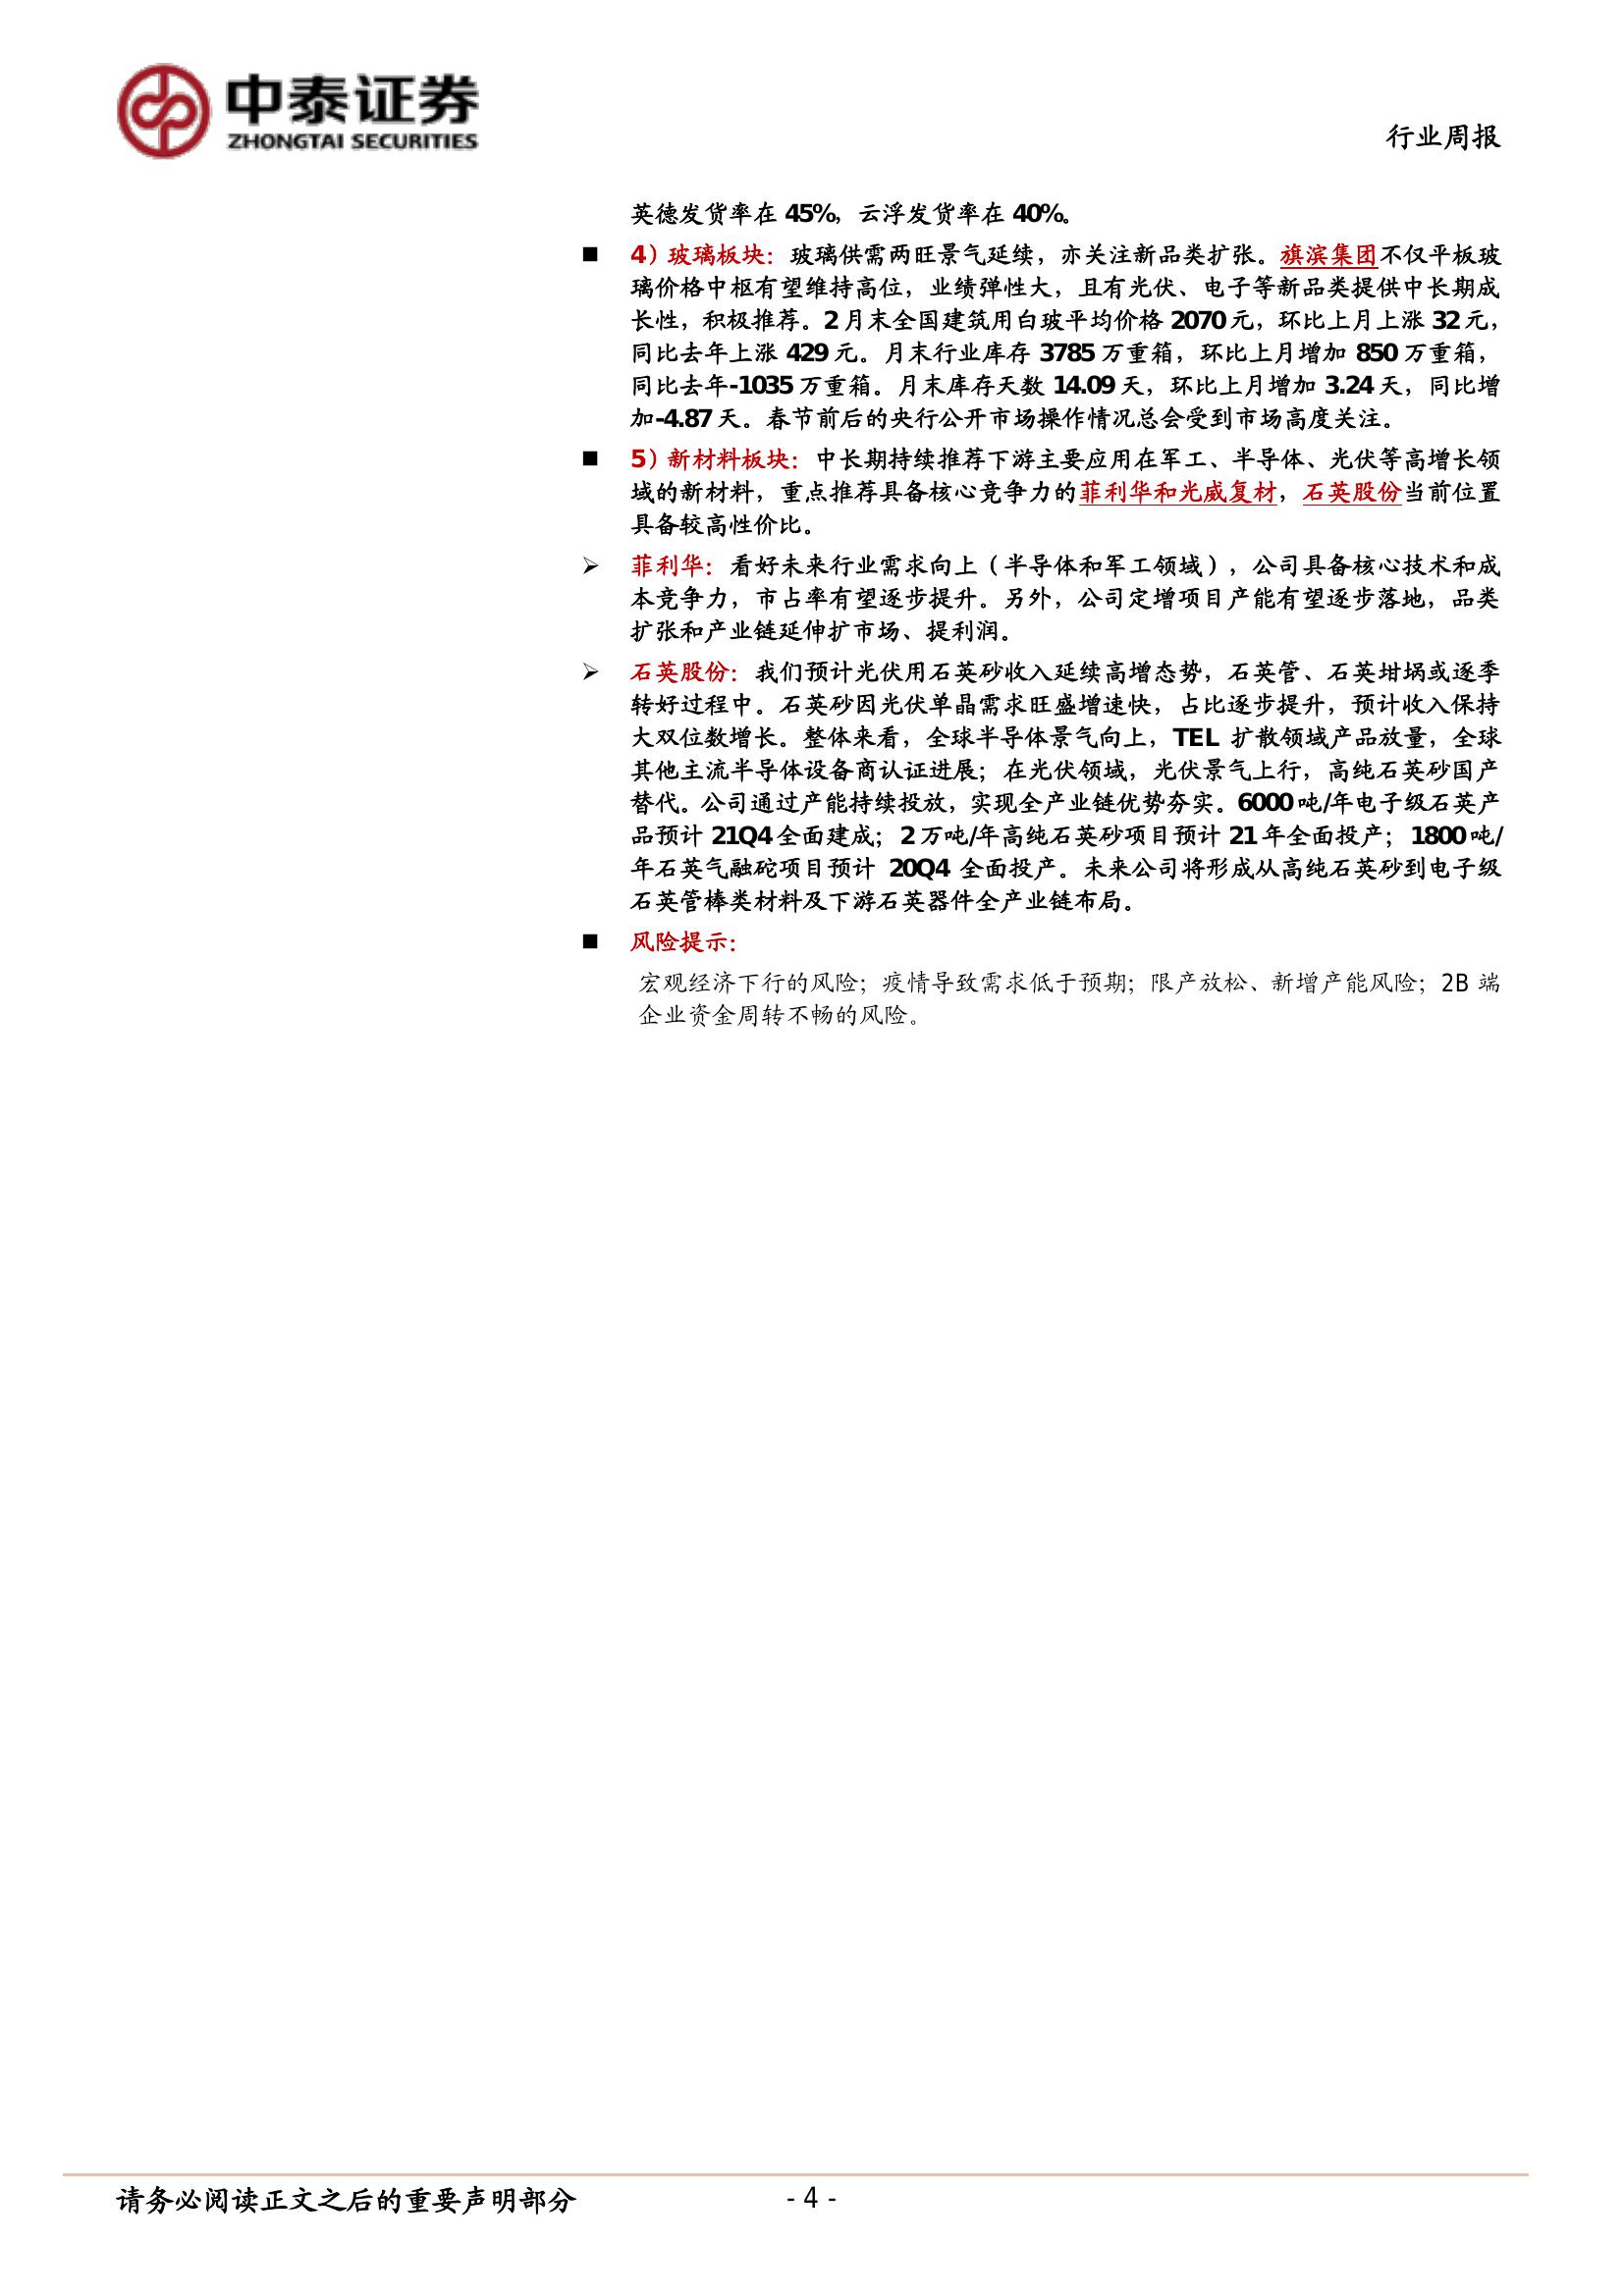 中泰证券
ZHONGTAI SECURITIES
行业周报
英德发货率在 45%，云浮发货率在 40%。
■ 4）玻璃板块：玻璃供需两旺景气延续，亦关注新品类扩张。旗滨集团不仅平板玻
璃价格中枢有望维持高位，业绩弹性大，且有光伏、电子等新品类提供中长期成
长性，积极推荐。2 月末全国建筑用白玻平均价格 2070 元，环比上月上涨 32 元，
同比去年上涨 429 元。月末行业库存 3785 万重箱，环比上月增加 850 万重箱，
同比去年-1035 万重箱。月末库存天数 14.09 天，环比上月增加 3.24 天，同比增
加-4.87 天。春节前后的央行公开市场操作情况总会受到市场高度关注。
■ 5）新材料板块：中长期持续推荐下游主要应用在军工、半导体、光伏等高增长领
域的新材料，重点推荐具备核心竞争力的菲利华和光威复材，石英股份当前位置
具备较高性价比。
➢ 菲利华：看好未来行业需求向上（半导体和军工领域），公司具备核心技术和成
本竞争力，市占率有望逐步提升。另外，公司定增项目产能有望逐步落地，品类
扩张和产业链延伸扩市场、提利润。
➢ 石英股份：我们预计光伏用石英砂收入延续高增态势，石英管、石英坩埚或逐季
转好过程中。石英砂因光伏单晶需求旺盛增速快，占比逐步提升，预计收入保持
大双位数增长。整体来看，全球半导体景气向上，TEL 扩散领域产品放量，全球
其他主流半导体设备商认证进展；在光伏领域，光伏景气上行，高纯石英砂国产
替代。公司通过产能持续投放，实现全产业链优势夯实。6000 吨/年电子级石英产
品预计 21Q4 全面建成；2 万吨/年高纯石英砂项目预计 21 年全面投产；1800 吨/
年石英气融砣项目预计 20Q4 全面投产。未来公司将形成从高纯石英砂到电子级
石英管棒类材料及下游石英器件全产业链布局。
■ 风险提示：
宏观经济下行的风险；疫情导致需求低于预期；限产放松、新增产能风险；2B 端
企业资金周转不畅的风险。
请务必阅读正文之后的重要声明部分
- 4 -